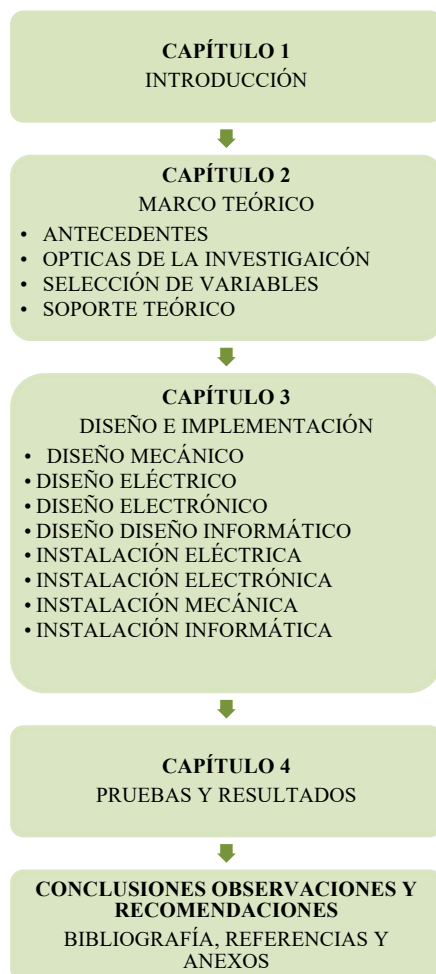 CAPÍTULO 1
INTRODUCCIÓN
CAPÍTULO 2
MARCO TEÓRICO
• ANTECEDENTES
• OPTICAS DE LA INVESTIGAICÓN
• SELECCIÓN DE VARIABLES
• SOPORTE TEÓRICO
CAPÍTULO 3
DISEÑO E IMPLEMENTACIÓN
• DISEÑO MECÁNICO
• DISEÑO ELÉCTRICO
• DISEÑO ELECTRÓNICO
• DISEÑO DISEÑO INFORMÁTICO
• INSTALACIÓN ELÉCTRICA
• INSTALACIÓN ELECTRÓNICA
• INSTALACIÓN MECÁNICA
• INSTALACIÓN INFORMÁTICA
CAPÍTULO 4
PRUEBAS Y RESULTADOS
CONCLUSIONES OBSERVACIONES Y
RECOMENDACIONES
BIBLIOGRAFÍA, REFERENCIAS Y
ANEXOS